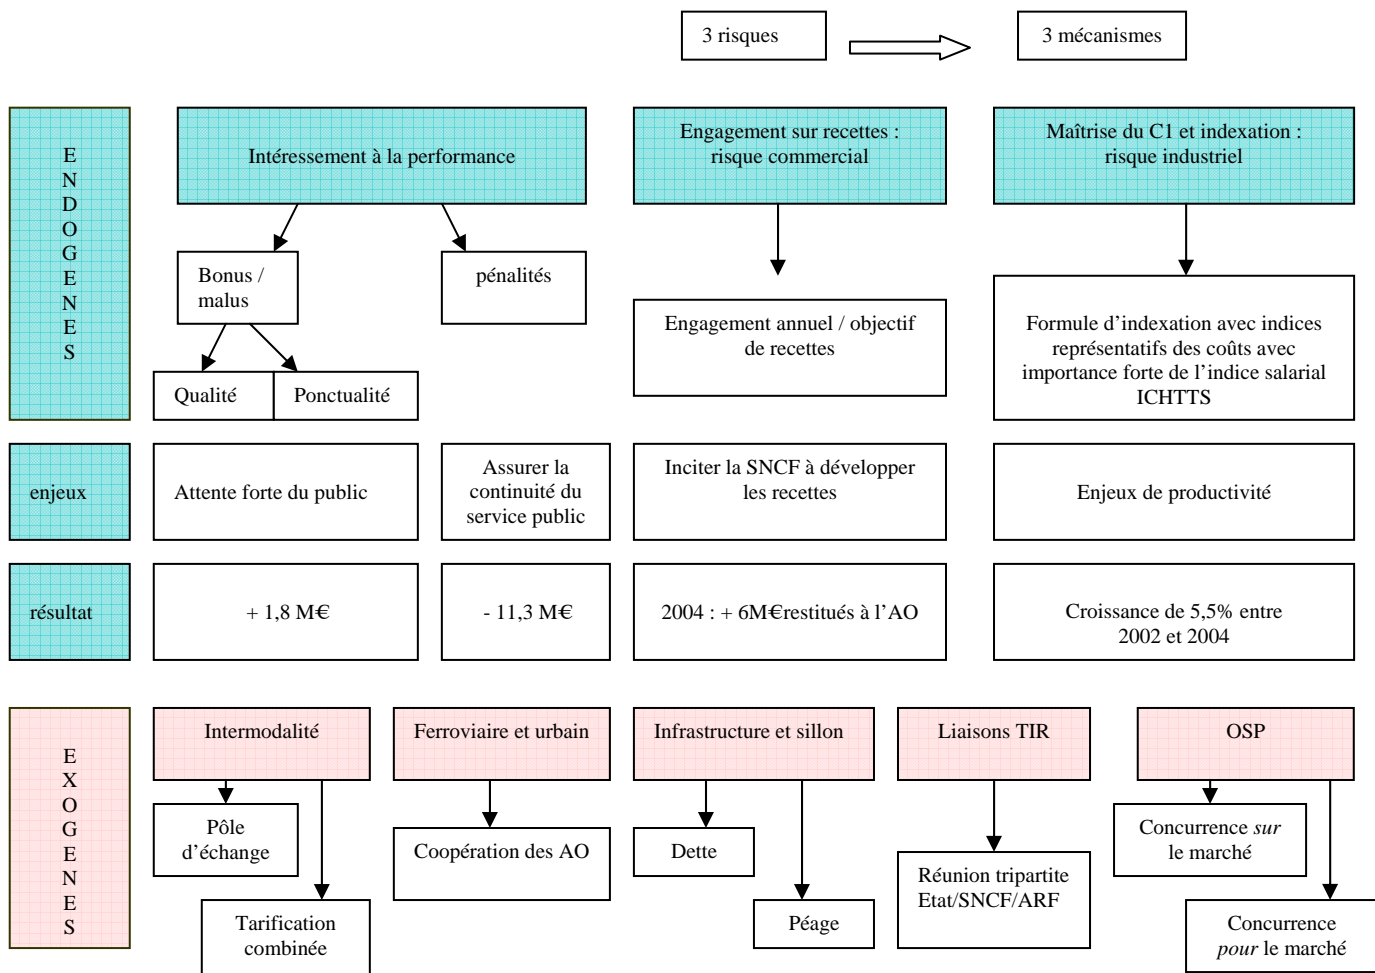 3 risques
3 mécanismes
E
N
D
O
G
E
N
E
S
Intéressement à la performance
Engagement sur recettes :
risque commercial
Maîtrise du C1 et indexation :
risque industriel
Bonus /
malus
pénalités
Engagement annuel / objectif
de recettes
Formule d’indexation avec indices
représentatifs des coûts avec
importance forte de l’indice salarial
ICHTTS
Qualité
Ponctualité
enjeux
Attente forte du public
Assurer la
continuité du
service public
Inciter la SNCF à développer
les recettes
Enjeux de productivité
résultat
+ 1,8 M€
- 11,3 M€
2004 : + 6M€restitués à l’AO
Croissance de 5,5% entre
2002 et 2004
E
X
O
G
E
N
E
S
Intermodalité
Ferroviaire et urbain
Infrastructure et sillon
Liaisons TIR
OSP
Pôle
d’échange
Tarification
combinée
Coopération des AO
Dette
Péage
Réunion tripartite
Etat/SNCF/ARF
Concurrence sur
le marché
Concurrence
pour le marché